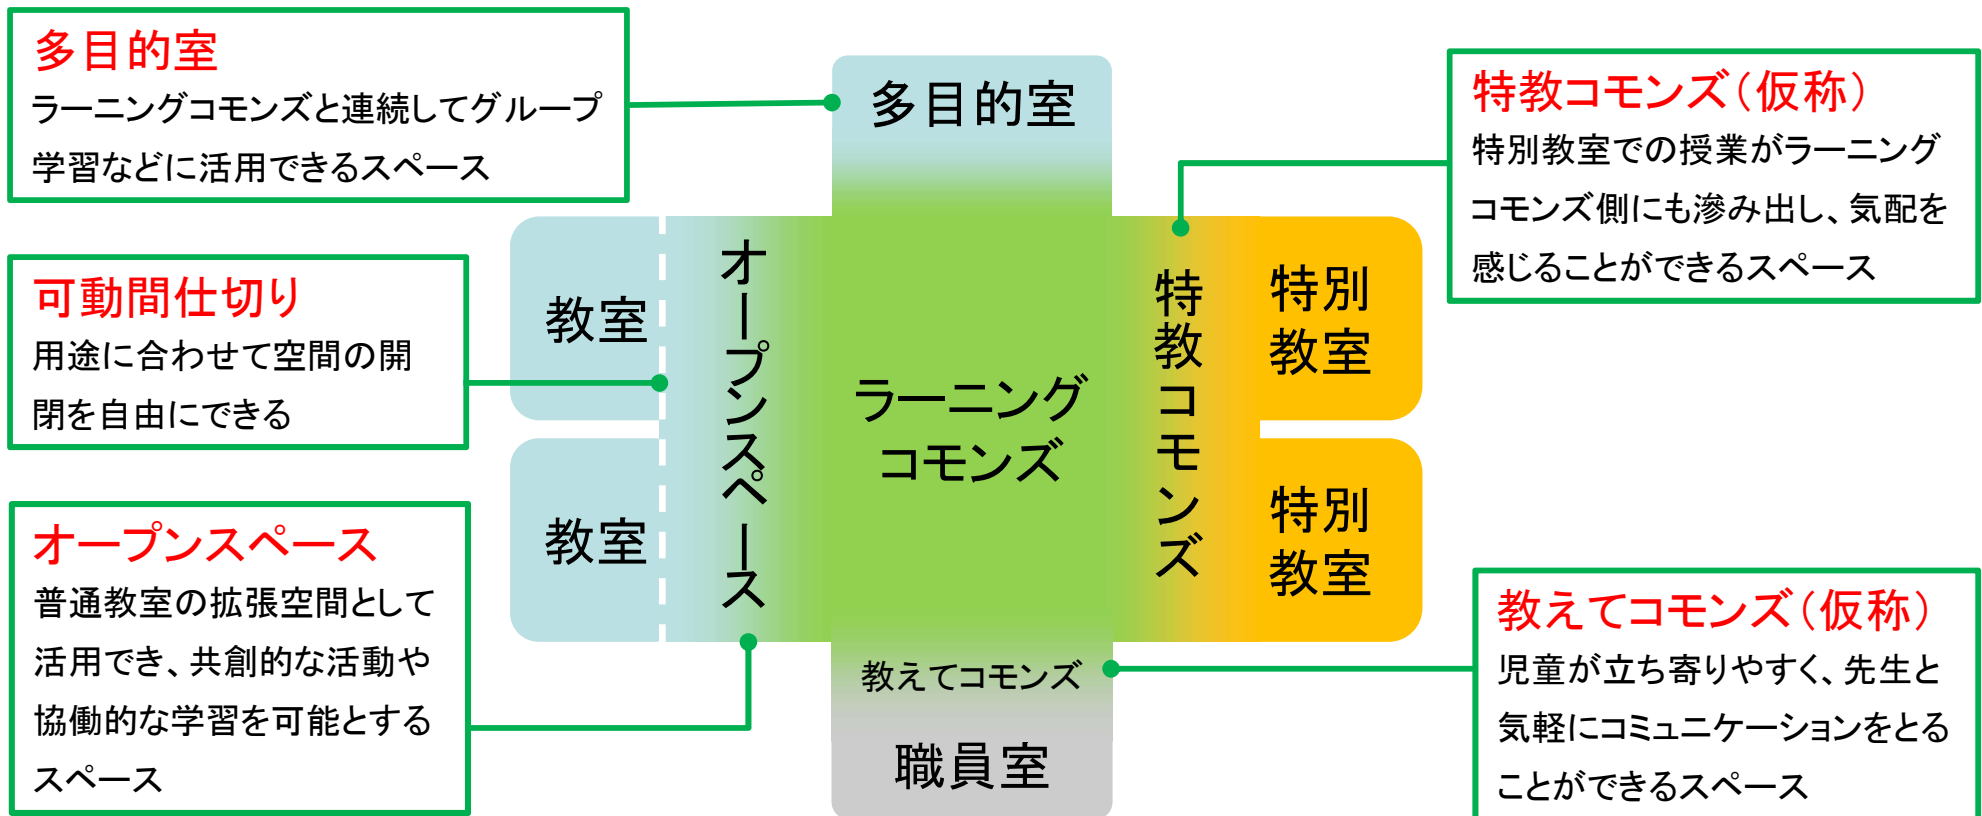 多目的室
ラーニングコモンズと連続してグループ
学習などに活用できるスペース
可動間仕切り
用途に合わせて空間の開
閉を自由にできる
オープンスペース
普通教室の拡張空間として
活用でき、共創的な活動や
協働的な学習を可能とする
スペース
多目的室
教室
教室
オープンスペース
ラーニング
コモンズ
特教コモンズ
特別
教室
特別
教室
教えてコモンズ
職員室
特教コモンズ(仮称)
特別教室での授業がラーニング
コモンズ側にも滲み出し、気配を
感じることができるスペース
教えてコモンズ(仮称)
児童が立ち寄りやすく、先生と
気軽にコミュニケーションをとる
ことができるスペース